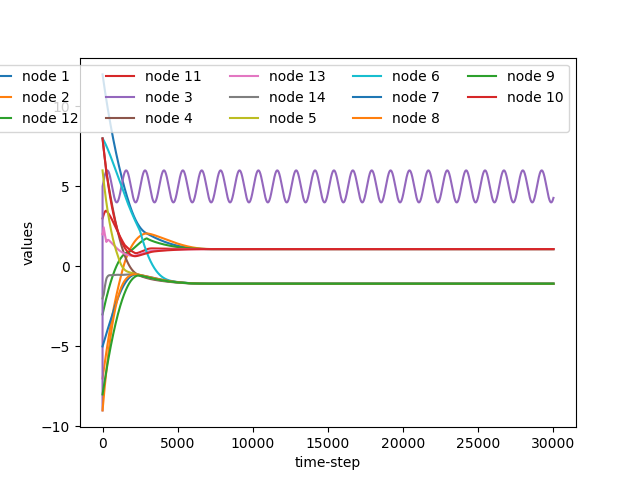 node 1 node 11 node 13 node 6 node 9
node 2 node 3 node 14 node 7 node 10
node 12 node 4 node 5 node 8
10
5
0
−5
−10
values
0 5000 10000 15000 20000 25000 30000
time-step